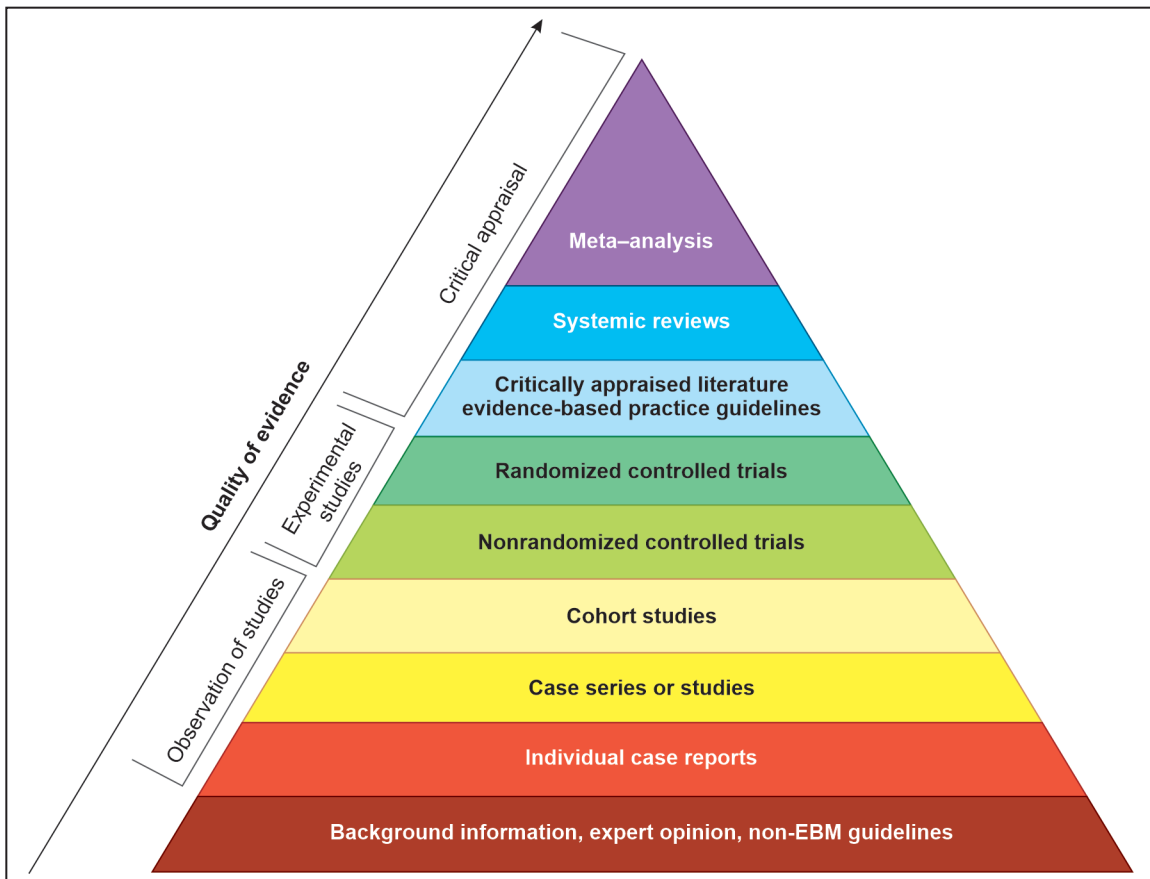 Quality of evidence
Critical appraisal
Experimental
studies
Observation of studies
Meta–analysis
Systemic reviews
Critically appraised literature
evidence-based practice guidelines
Randomized controlled trials
Nonrandomized controlled trials
Cohort studies
Case series or studies
Individual case reports
Background information, expert opinion, non-EBM guidelines